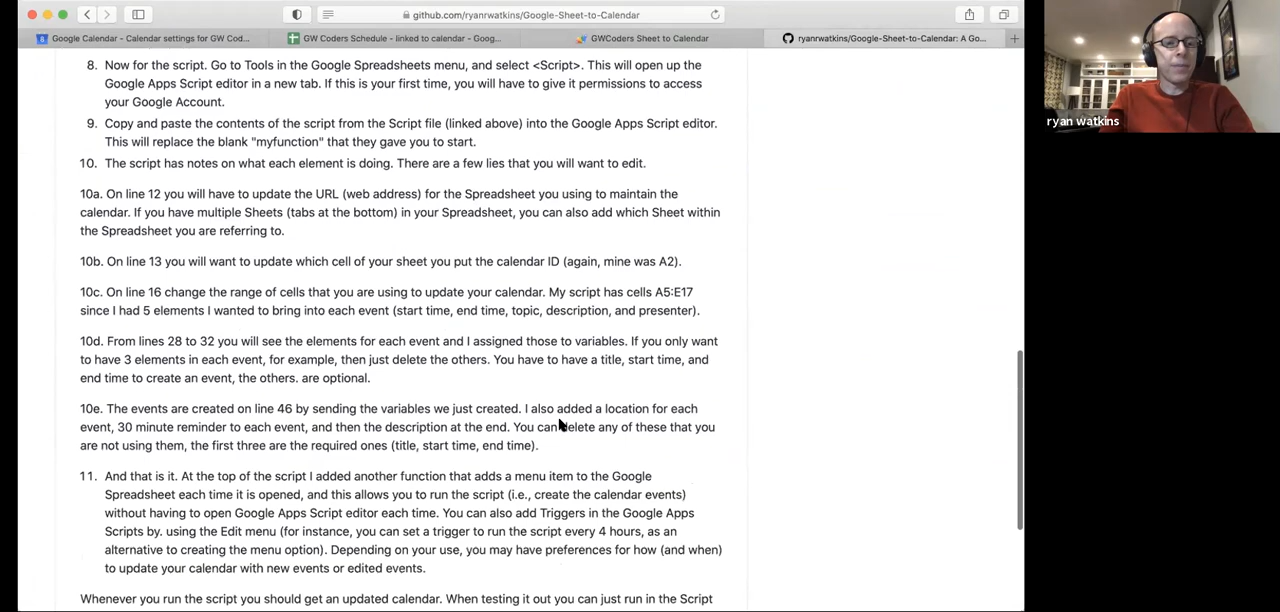 github.com/ryanrwatkins/Google-Sheet-to-Calendar
Google Calendar - Calendar settings for GW Cod...
GW Coders Schedule - linked to calendar - Goog...
GWCoders Sheet to Calendar
ryanrwatkins/Google-Sheet-to-Calendar: A Go...
8. Now for the script. Go to Tools in the Google Spreadsheets menu, and select <Script>. This will open up the
Google Apps Script editor in a new tab. If this is your first time, you will have to give it permissions to access
your Google Account.
9. Copy and paste the contents of the script from the Script file (linked above) into the Google Apps Script editor.
This will replace the blank "myfunction" that they gave you to start.
10. The script has notes on what each element is doing. There are a few lies that you will want to edit.
10a. On line 12 you will have to update the URL (web address) for the Spreadsheet you using to maintain the
calendar. If you have multiple Sheets (tabs at the bottom) in your Spreadsheet, you can also add which Sheet within
the Spreadsheet you are referring to.
10b. On line 13 you will want to update which cell of your sheet you put the calendar ID (again, mine was A2).
10c. On line 16 change the range of cells that you are using to update your calendar. My script has cells A5:E17
since I had 5 elements I wanted to bring into each event (start time, end time, topic, description, and presenter).
10d. From lines 28 to 32 you will see the elements for each event and I assigned those to variables. If you only want
to have 3 elements in each event, for example, then just delete the others. You have to have a title, start time, and
end time to create an event, the others. are optional.
10e. The events are created on line 46 by sending the variables we just created. I also added a location for each
event, 30 minute reminder to each event, and then the description at the end. You can delete any of these that you
are not using them, the first three are the required ones (title, start time, end time).
11. And that is it. At the top of the script I added another function that adds a menu item to the Google
Spreadsheet each time it is opened, and this allows you to run the script (i.e., create the calendar events)
without having to open Google Apps Script editor each time. You can also add Triggers in the Google Apps
Scripts by. using the Edit menu (for instance, you can set a trigger to run the script every 4 hours, as an
alternative to creating the menu option). Depending on your use, you may have preferences for how (and when)
to update your calendar with new events or edited events.
Whenever you run the script you should get an updated calendar. When testing it out you can just run in the Script
ryan watkins